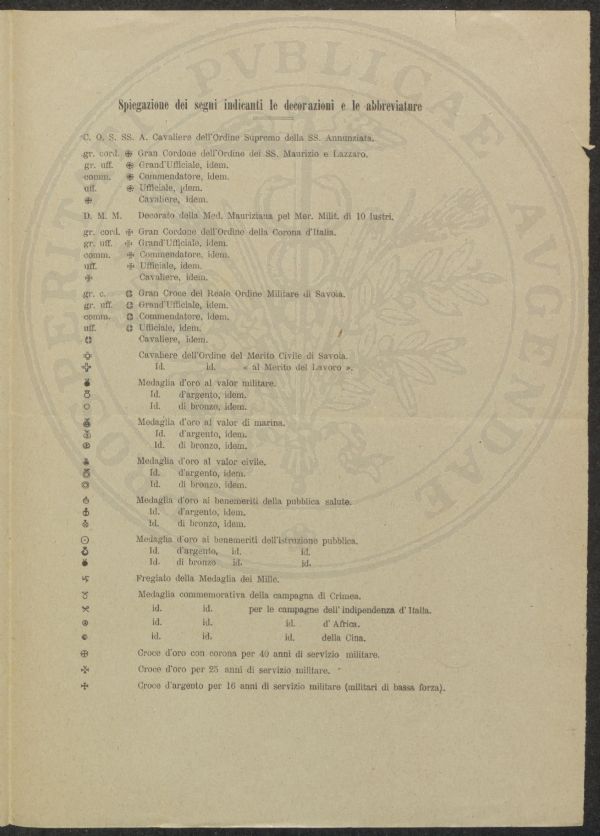 Spiegazione dei segni indicanti le decorazioni e le abbreviature
C. O. S. SS. A. Cavaliere dell'Ordine Supremo della SS. Annunziata.
gr. cord. ✠ Gran Cordone dell'Ordine dei SS. Maurizio e Lazzaro.
gr. uff. ✠ Grand'Ufficiale, idem.
comm. ✠ Commendatore, idem.
uff. ✠ Ufficiale, idem.
✠ Cavaliere, idem.
D. M. M. Decorato della Med. Mauriziana pel Mer. Milit. di 10 lustri.
gr. cord. ✠ Gran Cordone dell'Ordine della Corona d'Italia.
gr. uff. ✠ Grand'Ufficiale, idem.
comm. ✠ Commendatore, idem.
uff. ✠ Ufficiale, idem.
✠ Cavaliere, idem.
gr. c. Gran Croce del Reale Ordine Militare di Savoia.
gr. uff. Grand'Ufficiale, idem.
comm. Commendatore, idem.
uff. Ufficiale, idem.
Cavaliere, idem.
Cavaliere dell'Ordine del Merito Civile di Savoia.
Id. id. « al Merito del Lavoro ».
Medaglia d'oro al valor militare.
Id. d'argento, idem.
Id. di bronzo, idem.
Medaglia d'oro al valor di marina.
Id. d'argento, idem.
Id. di bronzo, idem.
Medaglia d'oro al valor civile.
Id. d'argento, idem.
Id. di bronzo, idem.
Medaglia d'oro ai benemeriti della pubblica salute.
Id. d'argento, idem.
Id. di bronzo, idem.
Medaglia d'oro ai benemeriti dell'istruzione pubblica.
Id. d'argento, id. id.
Id. di bronzo id. id.
Fregiato della Medaglia dei Mille.
Medaglia commemorativa della campagna di Crimea.
id. id. per le campagne dell'indipendenza d'Italia.
id. id. id. d'Africa.
id. id. id. della Cina.
Croce d'oro con corona per 40 anni di servizio militare.
Croce d'oro per 25 anni di servizio militare.
Croce d'argento per 16 anni di servizio militare (militari di bassa forza).
PVBLICAE
AVGENDAE